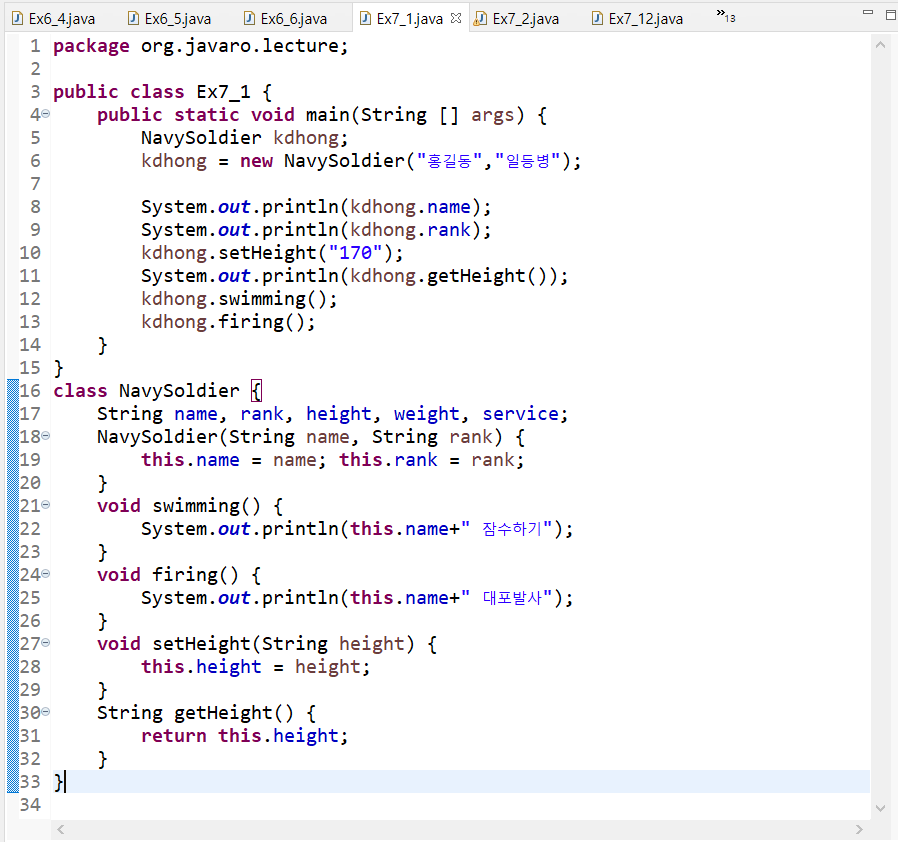 Ex6_4.java Ex6_5.java Ex6_6.java Ex7_1.java Ex7_2.java Ex7_12.java »13
1 package org.javaro.lecture;
2
3 public class Ex7_1 {
4 public static void main(String [] args) {
5 NavySoldier kdhong;
6 kdhong = new NavySoldier("홍길동","일등병");
7
8 System.out.println(kdhong.name);
9 System.out.println(kdhong.rank);
10 kdhong.setHeight("170");
11 System.out.println(kdhong.getHeight());
12 kdhong.swimming();
13 kdhong.firing();
14 }
15 }
16 class NavySoldier {
17 String name, rank, height, weight, service;
18 NavySoldier(String name, String rank) {
19 this.name = name; this.rank = rank;
20 }
21 void swimming() {
22 System.out.println(this.name+" 잠수하기");
23 }
24 void firing() {
25 System.out.println(this.name+" 대포발사");
26 }
27 void setHeight(String height) {
28 this.height = height;
29 }
30 String getHeight() {
31 return this.height;
32 }
33 }
34